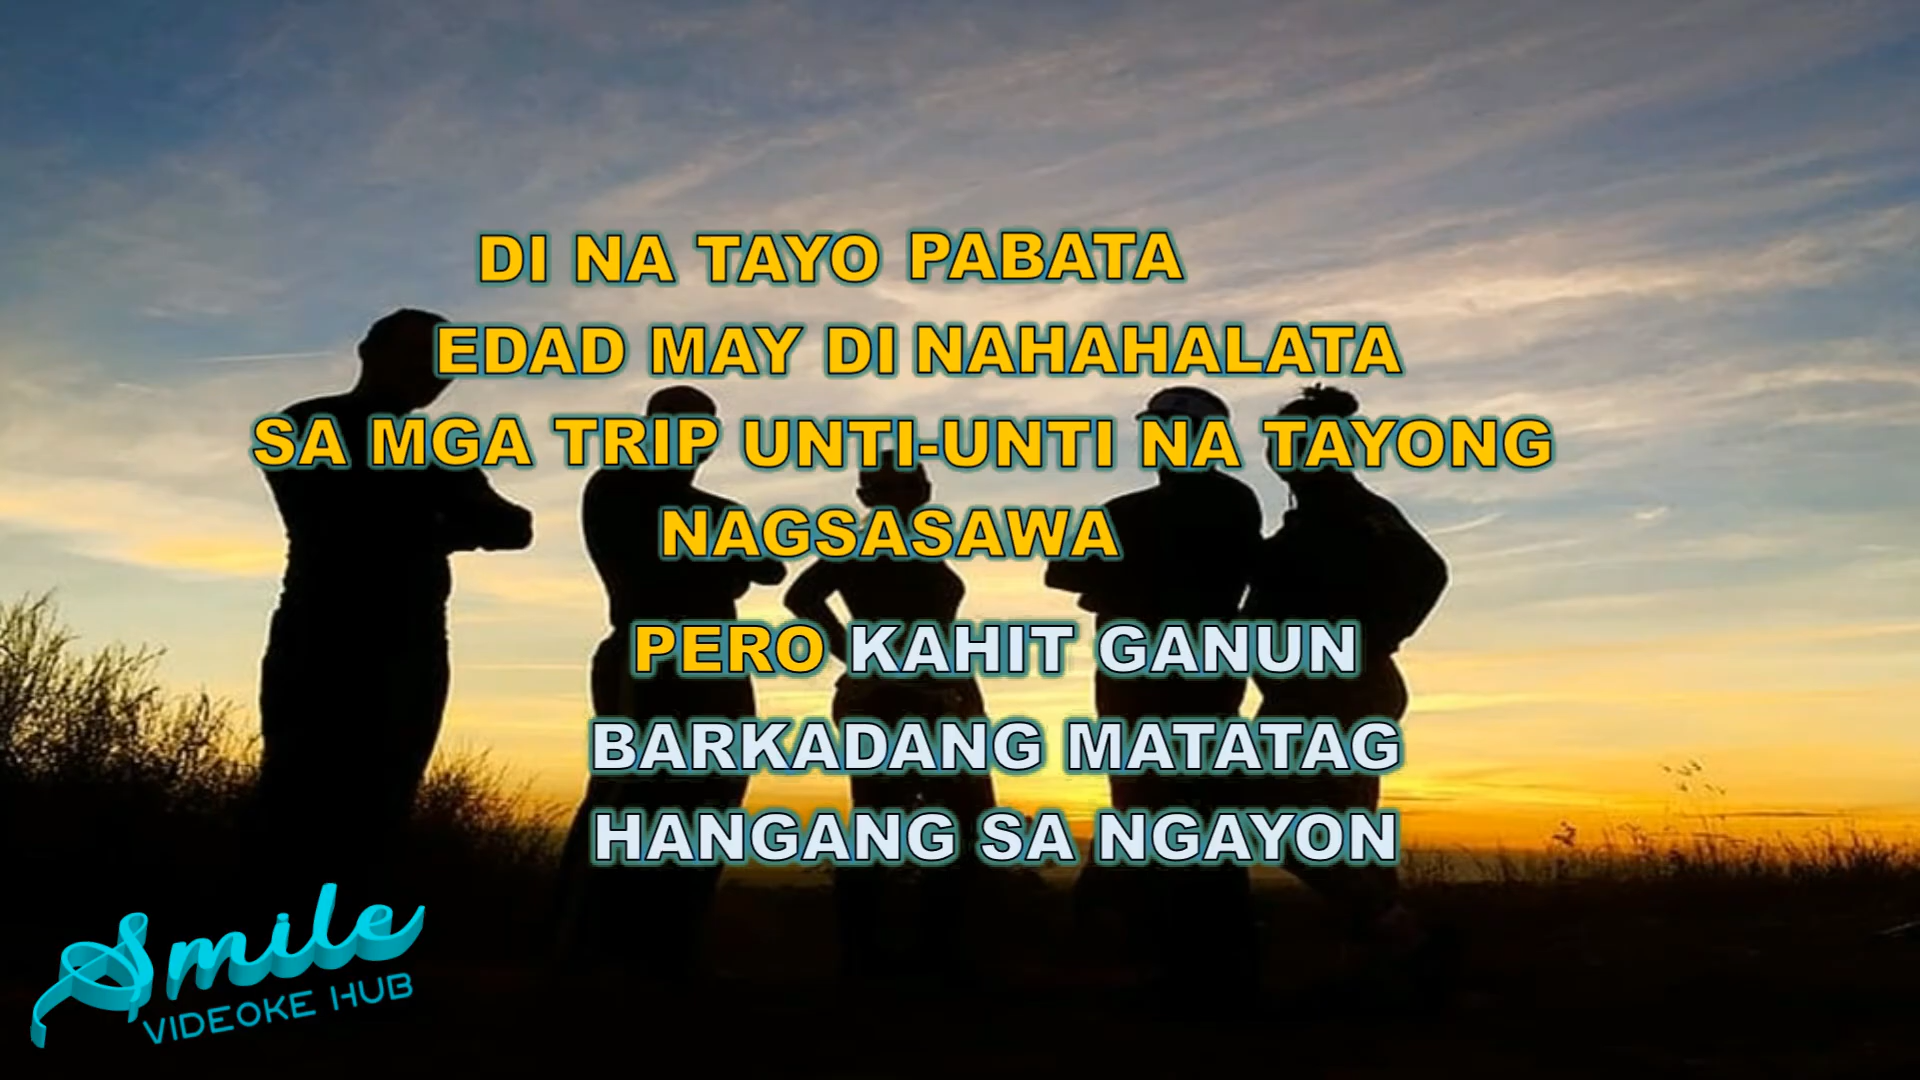 DI NA TAYO PABATA
EDAD MAY DI NAHAHALATA
SA MGA TRIP UNTI-UNTI NA TAYONG
NAGSASAWA
PERO KAHIT GANUN
BARKADANG MATATAG
HANGANG SA NGAYON
Smile
VIDEOKE HUB